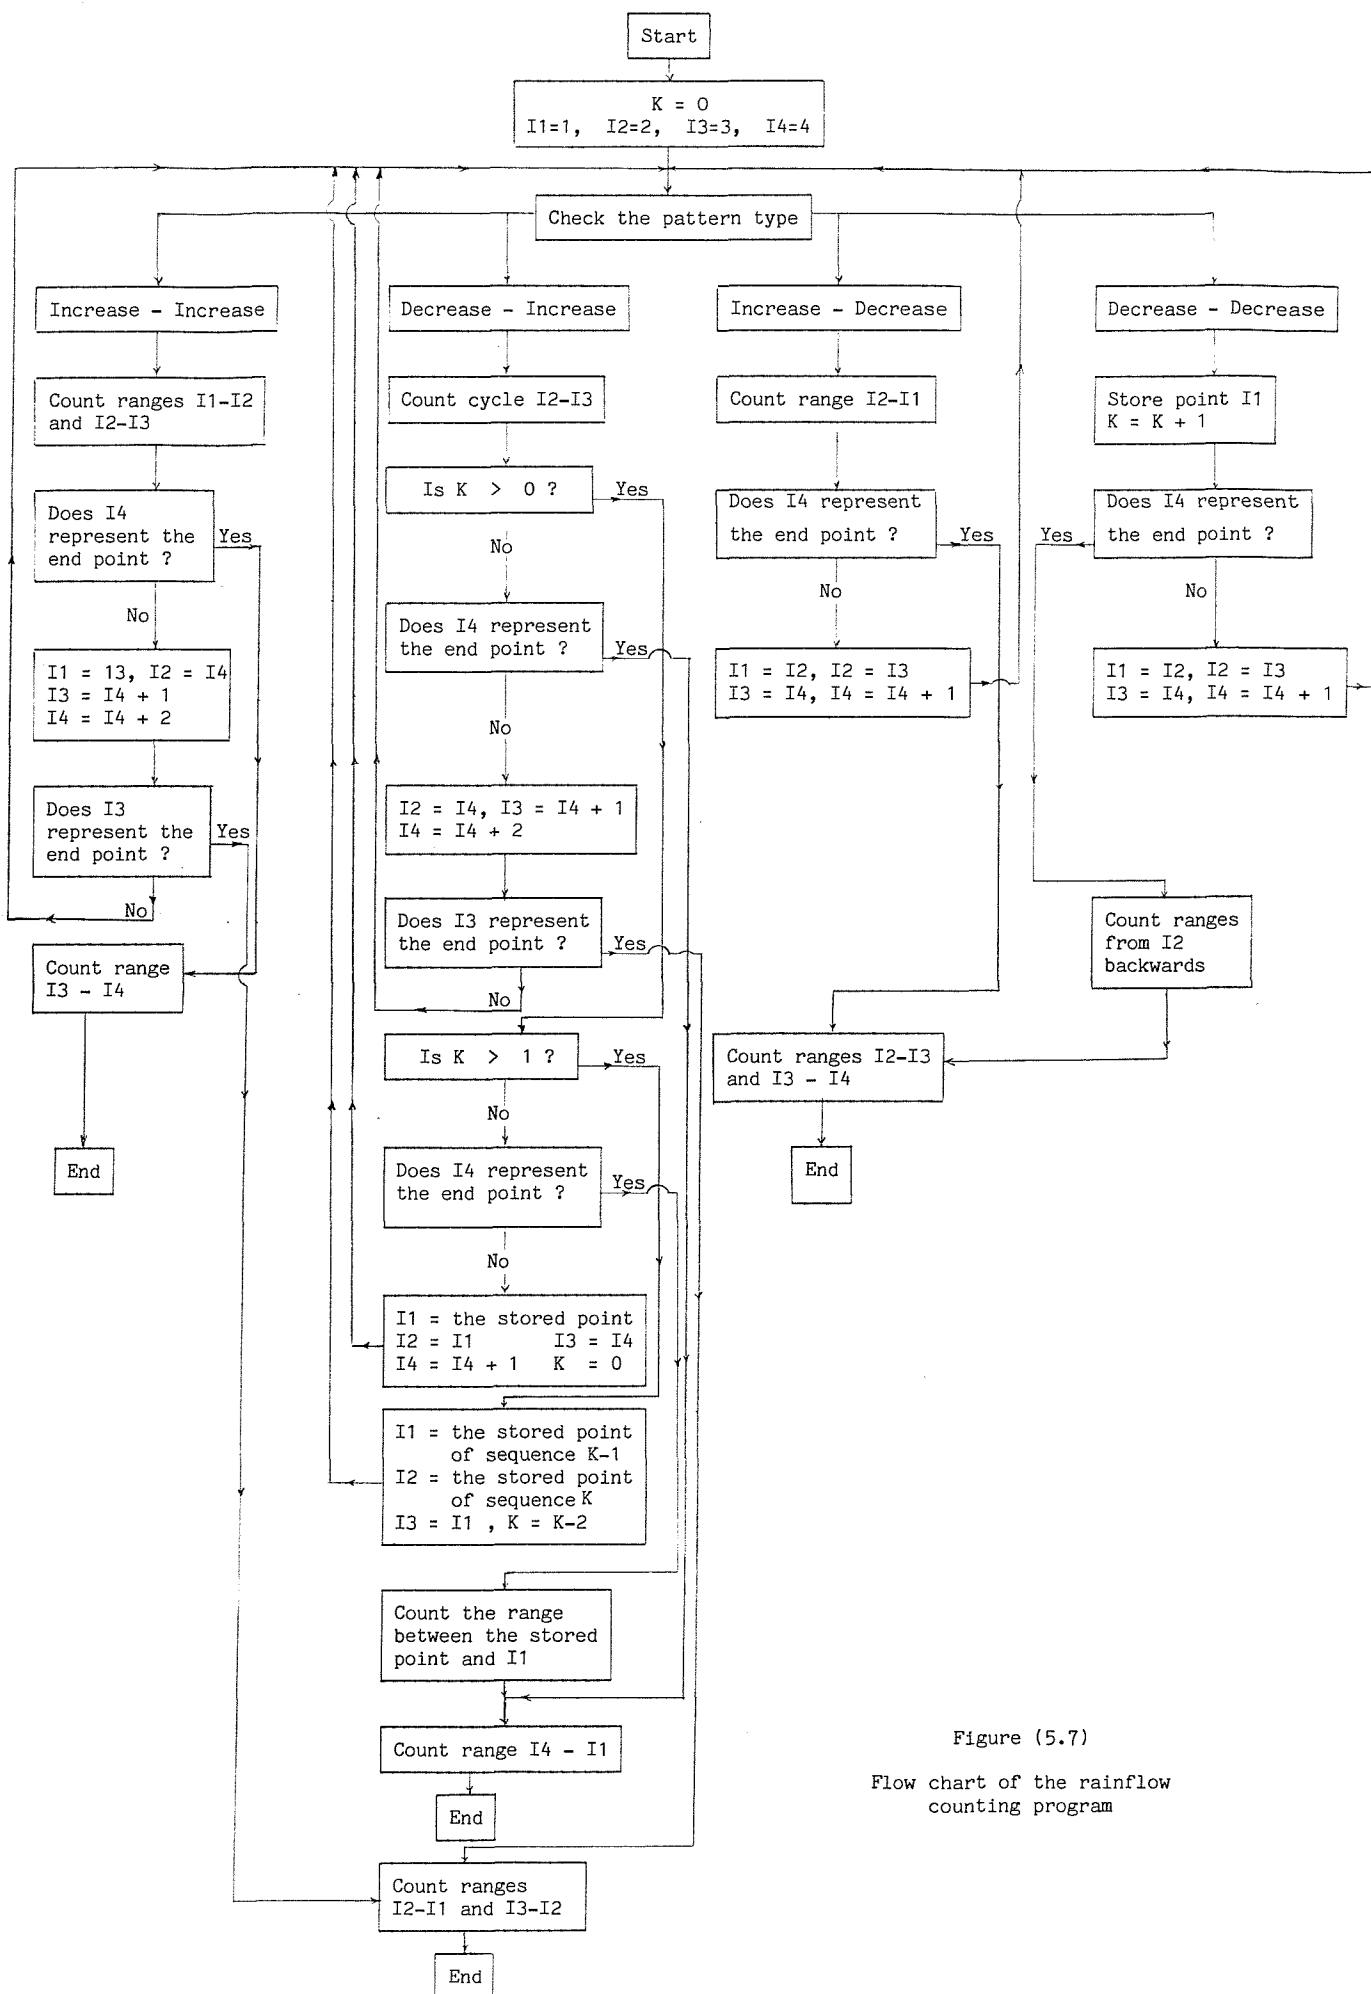 Start
K = 0
I1=1, I2=2, I3=3, I4=4
Check the pattern type
Increase - Increase
Count ranges I1-I2
and I2-I3
Does I4
represent the
end point ?
Yes
No
I1 = 13, I2 = I4
I3 = I4 + 1
I4 = I4 + 2
Does I3
represent the
end point ?
Yes
No
Count range
I3 - I4
End
Decrease - Increase
Count cycle I2-I3
Is K > 0 ?
Yes
No
Does I4 represent
the end point ?
Yes
No
I2 = I4, I3 = I4 + 1
I4 = I4 + 2
Does I3 represent
the end point ?
Yes
No
Is K > 1 ?
Yes
No
Does I4 represent
the end point ?
Yes
No
I1 = the stored point
I2 = I1 I3 = I4
I4 = I4 + 1 K = 0
I1 = the stored point
of sequence K-1
I2 = the stored point
of sequence K
I3 = I1 , K = K-2
Count the range
between the stored
point and I1
Count range I4 - I1
End
Count ranges
I2-I1 and I3-I2
End
Increase - Decrease
Count range I2-I1
Does I4 represent
the end point ?
Yes
No
I1 = I2, I2 = I3
I3 = I4, I4 = I4 + 1
Count ranges I2-I3
and I3 - I4
End
Decrease - Decrease
Store point I1
K = K + 1
Does I4 represent
the end point ?
Yes
No
I1 = I2, I2 = I3
I3 = I4, I4 = I4 + 1
Count ranges
from I2
backwards
Figure (5.7)
Flow chart of the rainflow
counting program